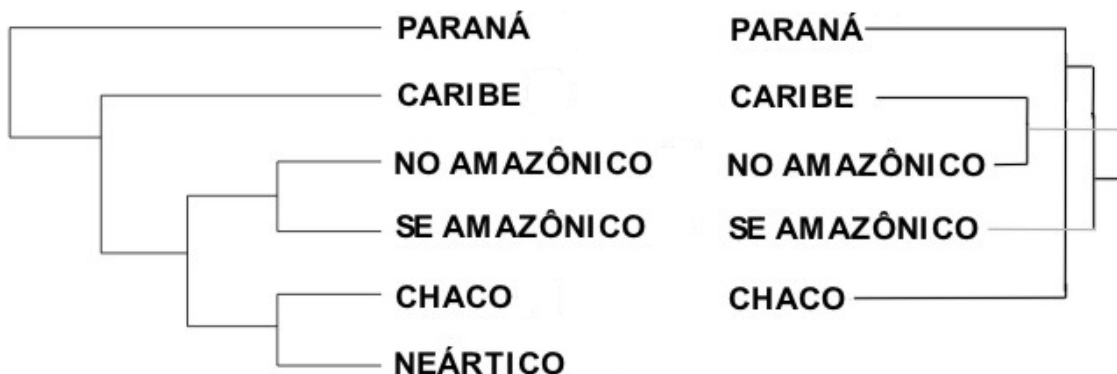 PARANÁ
CARIBE
NO AMAZÔNICO
SE AMAZÔNICO
CHACO
NEÁRTICO
PARANÁ
CARIBE
NO AMAZÔNICO
SE AMAZÔNICO
CHACO